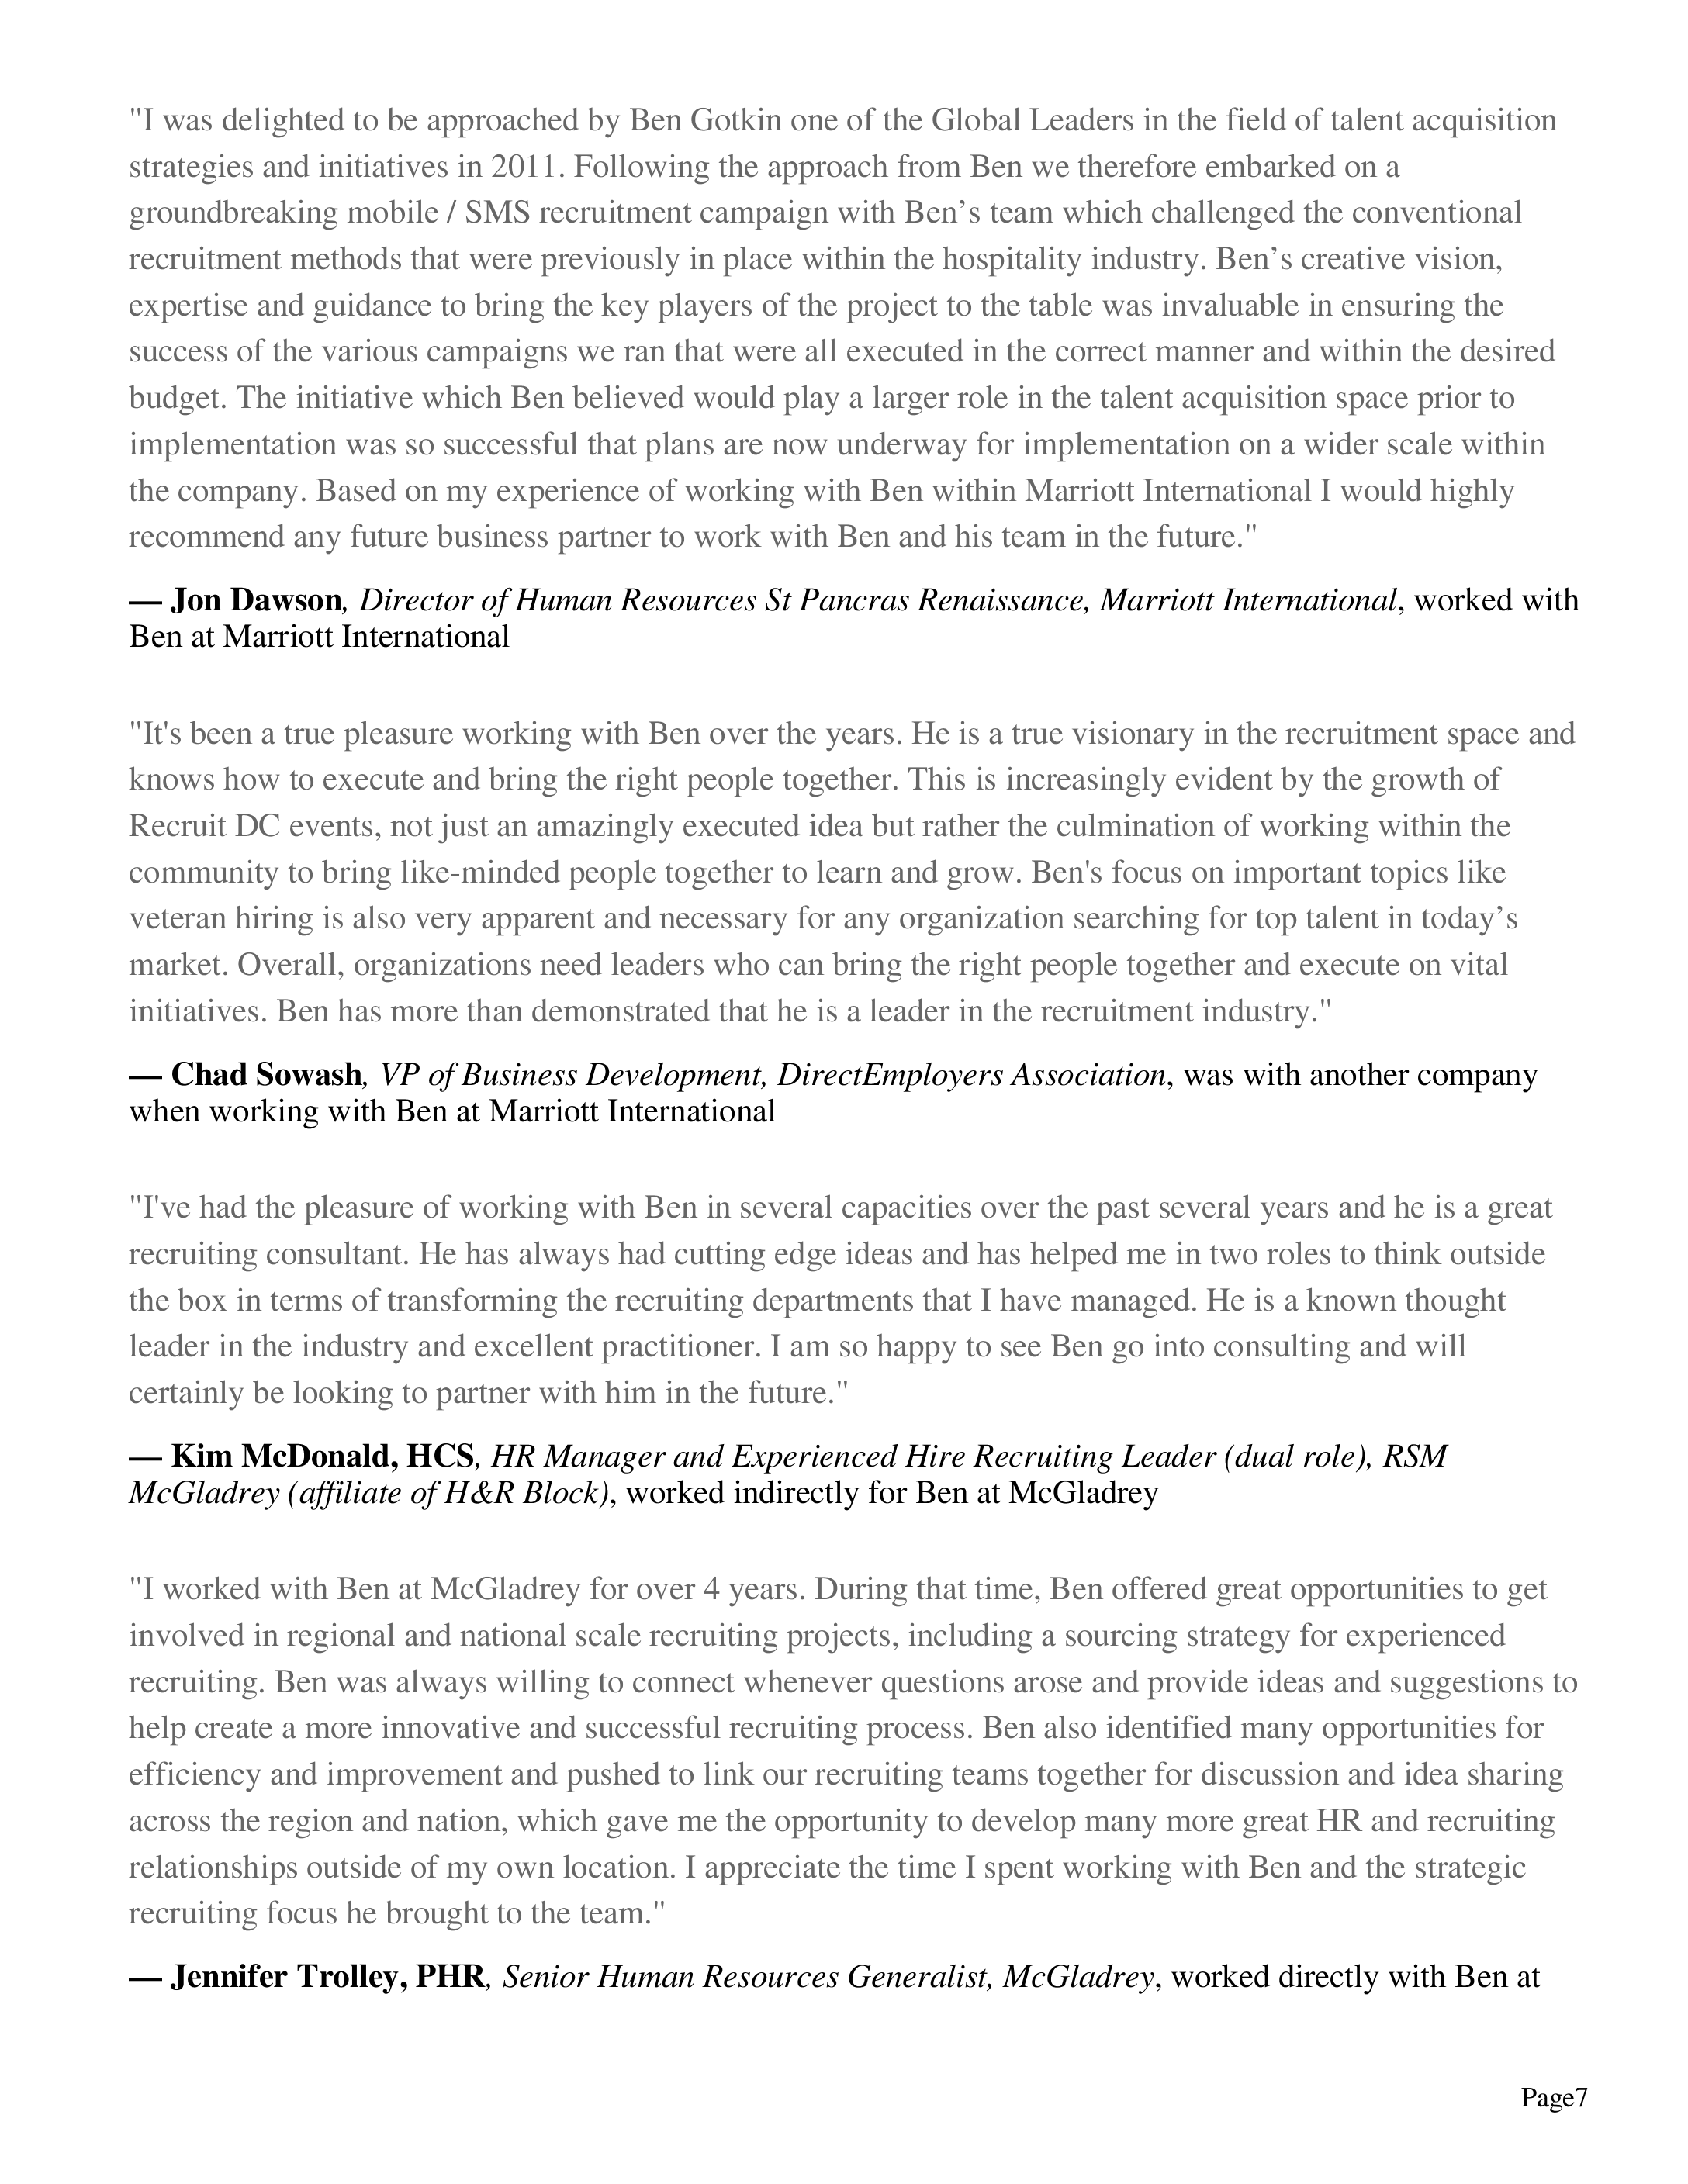 "I was delighted to be approached by Ben Gotkin one of the Global Leaders in the field of talent acquisition
strategies and initiatives in 2011. Following the approach from Ben we therefore embarked on a
groundbreaking mobile / SMS recruitment campaign with Ben’s team which challenged the conventional
recruitment methods that were previously in place within the hospitality industry. Ben’s creative vision,
expertise and guidance to bring the key players of the project to the table was invaluable in ensuring the
success of the various campaigns we ran that were all executed in the correct manner and within the desired
budget. The initiative which Ben believed would play a larger role in the talent acquisition space prior to
implementation was so successful that plans are now underway for implementation on a wider scale within
the company. Based on my experience of working with Ben within Marriott International I would highly
recommend any future business partner to work with Ben and his team in the future."
— Jon Dawson, Director of Human Resources St Pancras Renaissance, Marriott International, worked with
Ben at Marriott International
"It's been a true pleasure working with Ben over the years. He is a true visionary in the recruitment space and
knows how to execute and bring the right people together. This is increasingly evident by the growth of
Recruit DC events, not just an amazingly executed idea but rather the culmination of working within the
community to bring like-minded people together to learn and grow. Ben's focus on important topics like
veteran hiring is also very apparent and necessary for any organization searching for top talent in today’s
market. Overall, organizations need leaders who can bring the right people together and execute on vital
initiatives. Ben has more than demonstrated that he is a leader in the recruitment industry."
— Chad Sowash, VP of Business Development, DirectEmployers Association, was with another company
when working with Ben at Marriott International
"I've had the pleasure of working with Ben in several capacities over the past several years and he is a great
recruiting consultant. He has always had cutting edge ideas and has helped me in two roles to think outside
the box in terms of transforming the recruiting departments that I have managed. He is a known thought
leader in the industry and excellent practitioner. I am so happy to see Ben go into consulting and will
certainly be looking to partner with him in the future."
— Kim McDonald, HCS, HR Manager and Experienced Hire Recruiting Leader (dual role), RSM
McGladrey (affiliate of H&R Block), worked indirectly for Ben at McGladrey
"I worked with Ben at McGladrey for over 4 years. During that time, Ben offered great opportunities to get
involved in regional and national scale recruiting projects, including a sourcing strategy for experienced
recruiting. Ben was always willing to connect whenever questions arose and provide ideas and suggestions to
help create a more innovative and successful recruiting process. Ben also identified many opportunities for
efficiency and improvement and pushed to link our recruiting teams together for discussion and idea sharing
across the region and nation, which gave me the opportunity to develop many more great HR and recruiting
relationships outside of my own location. I appreciate the time I spent working with Ben and the strategic
recruiting focus he brought to the team."
— Jennifer Trolley, PHR, Senior Human Resources Generalist, McGladrey, worked directly with Ben at
Page7